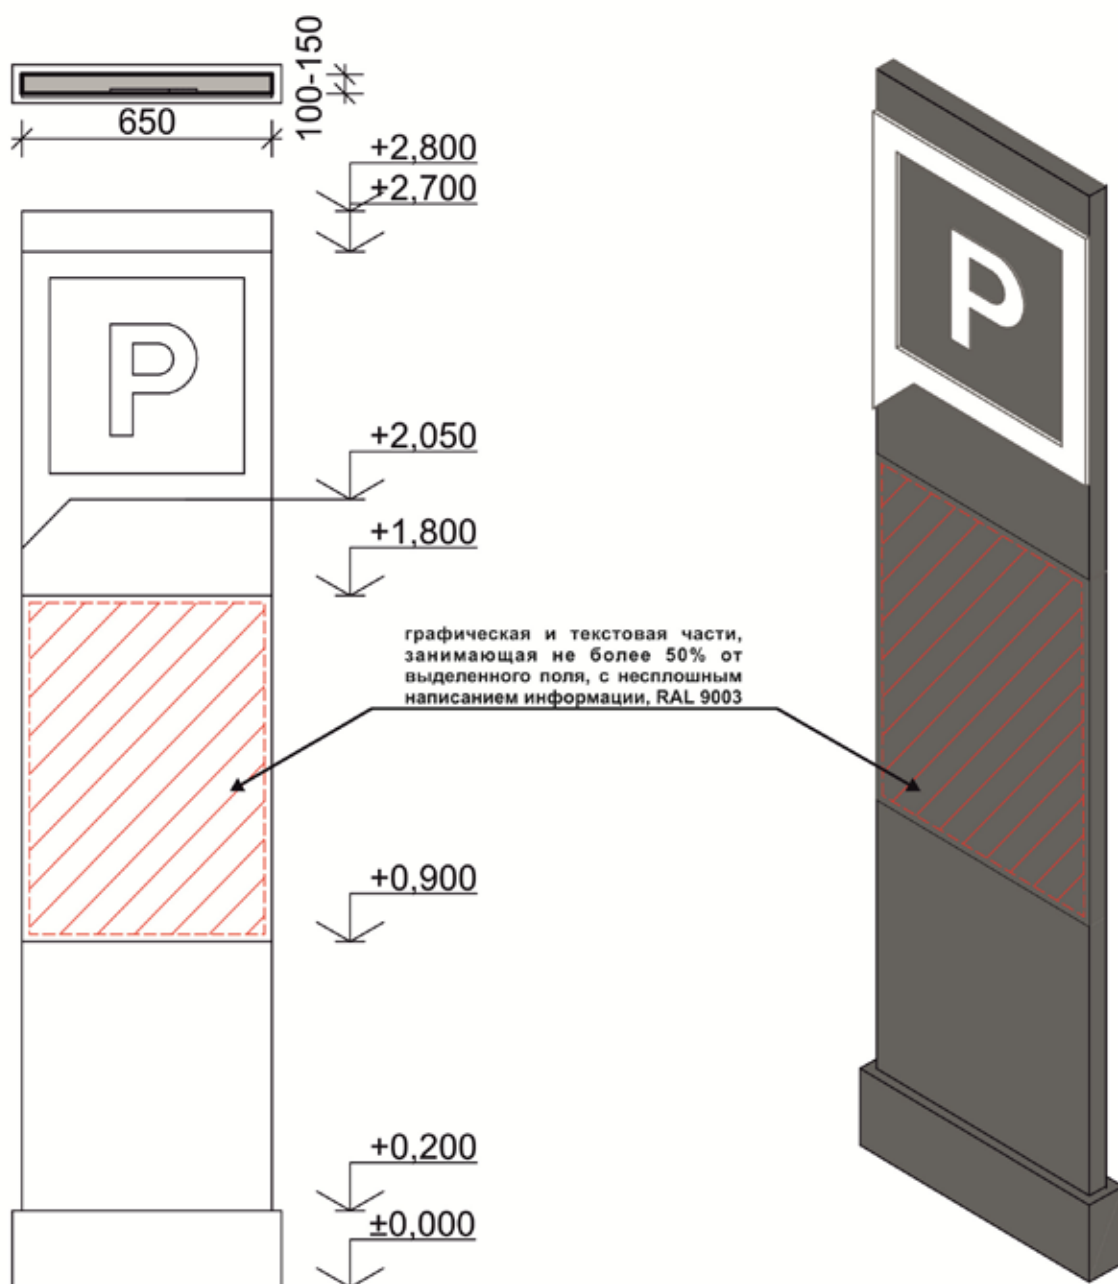 100-150
650
+2,800
+2,700
P
P
+2,050
+1,800
графическая и текстовая части,
занимающая не более 50% от
выделенного поля, с несплошным
написанием информации, RAL 9003
+0,900
+0,200
±0,000